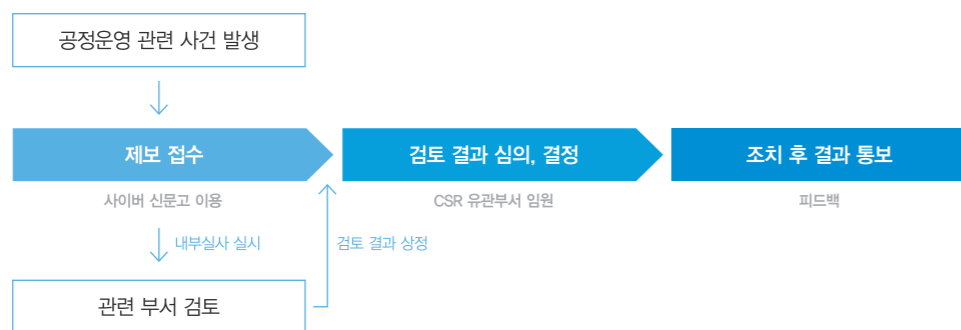 공정운영 관련 사건 발생
제보 접수
검토 결과 심의, 결정
조치 후 결과 통보
사이버 신문고 이용
CSR 유관부서 임원
피드백
내부실사 실시
검토 결과 상정
관련 부서 검토